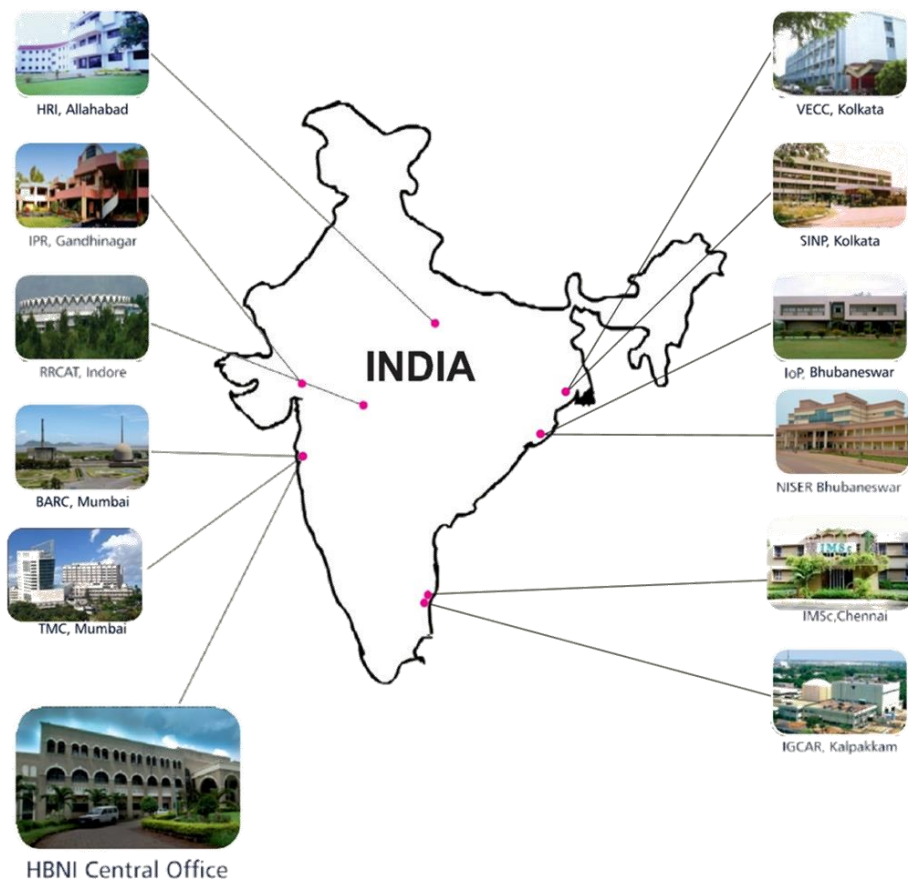 HRI, Allahabad
IPR, Gandhinagar
RRCAT, Indore
BARC, Mumbai
TMC, Mumbai
HBNI Central Office
INDIA
VECC, Kolkata
SINP, Kolkata
IoP, Bhubaneswar
NISER Bhubaneswar
IMSc
IMSc,Chennai
IGCAR, Kalpakkam